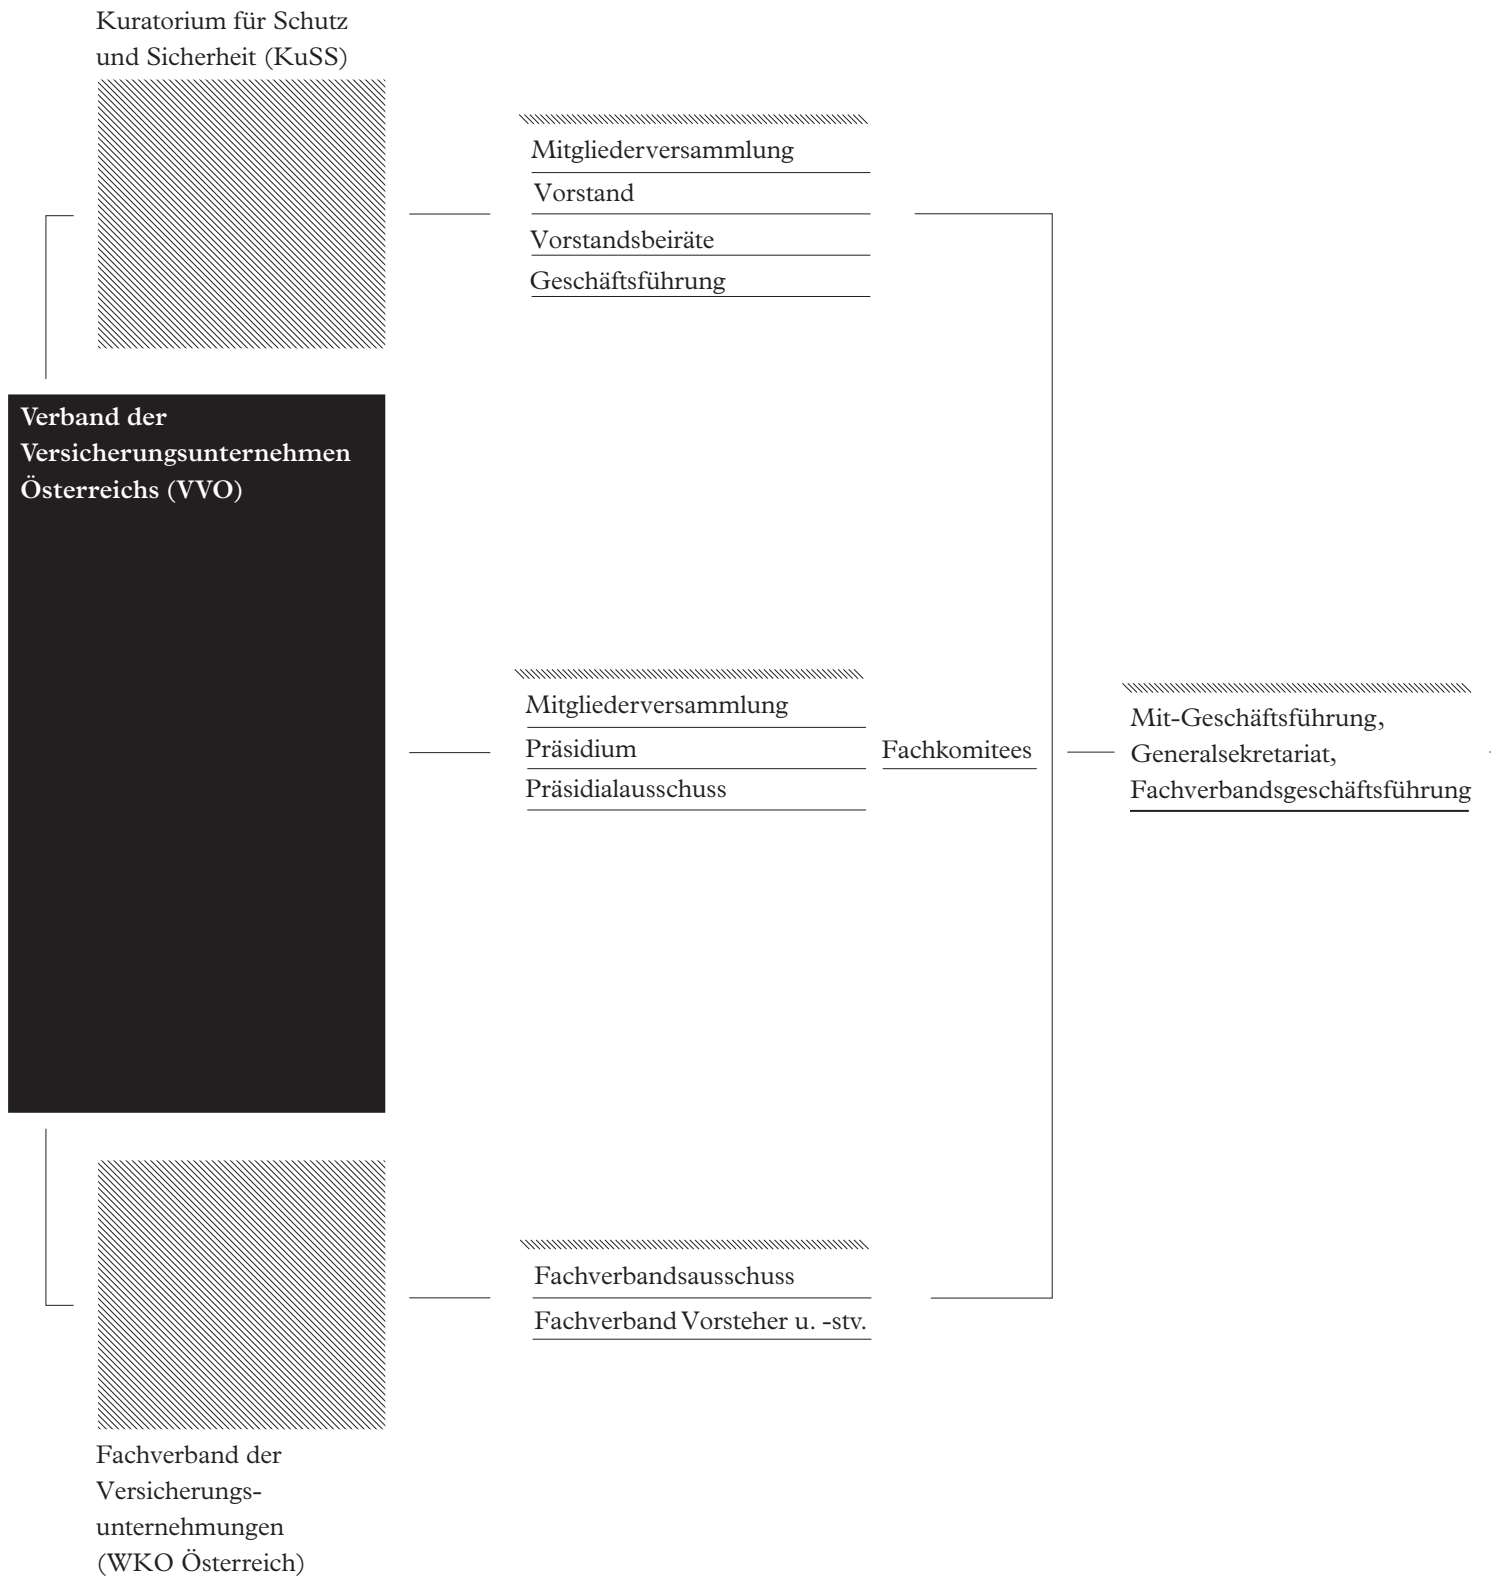 Kuratorium für Schutz
und Sicherheit (KuSS)
Mitgliederversammlung
Vorstand
Vorstandsbeiräte
Geschäftsführung
Verband der
Versicherungsunternehmen
Österreichs (VVO)
Mitgliederversammlung
Präsidium
Präsidialausschuss
Fachkomitees
Mit-Geschäftsführung,
Generalsekretariat,
Fachverbandsgeschäftsführung
Fachverbandsausschuss
Fachverband Vorsteher u. -stv.
Fachverband der
Versicherungs-
unternehmungen
(WKO Österreich)